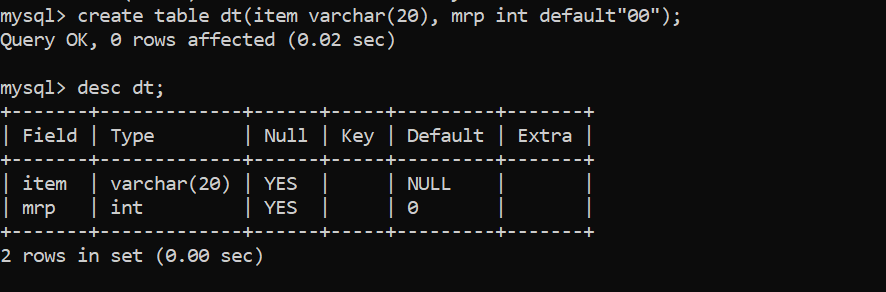 mysql> create table dt(item varchar(20), mrp int default"00");
Query OK, 0 rows affected (0.02 sec)

mysql> desc dt;
+-------+-------------+------+-----+---------+-------+
| Field | Type        | Null | Key | Default | Extra |
+-------+-------------+------+-----+---------+-------+
| item  | varchar(20) | YES  |     | NULL    |       |
| mrp   | int         | YES  |     | 0       |       |
+-------+-------------+------+-----+---------+-------+
2 rows in set (0.00 sec)